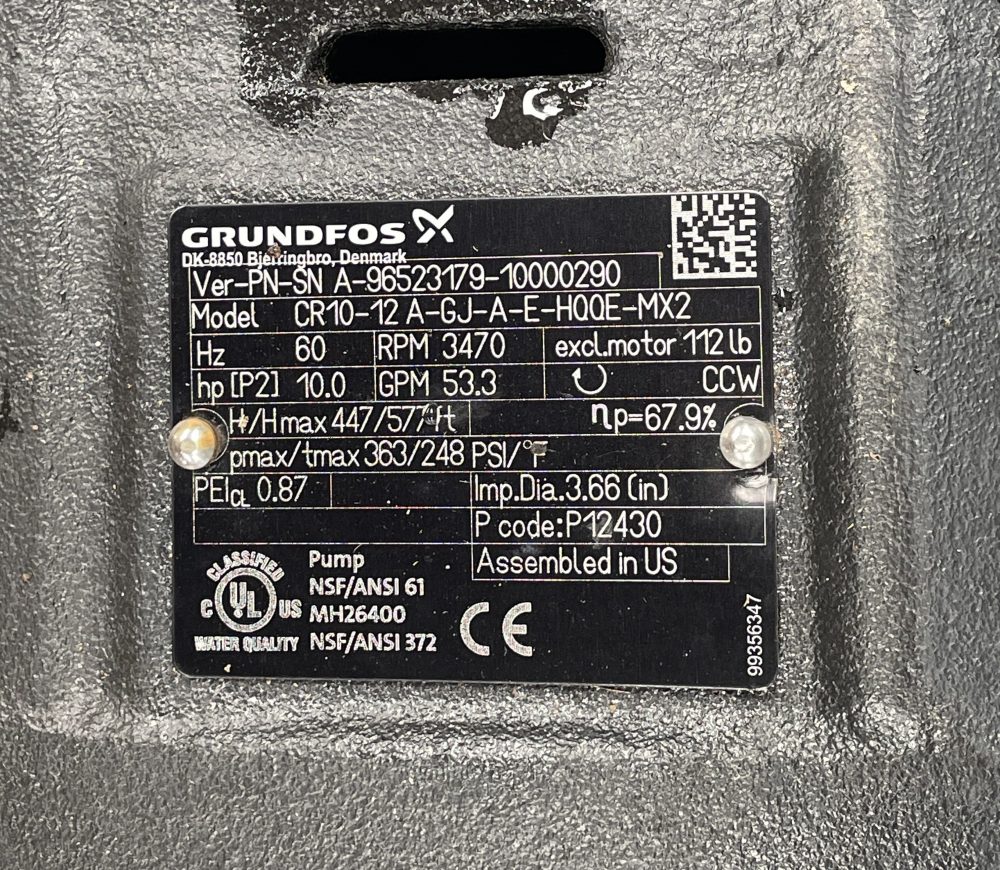 GRUNDFOS
DK-8850 Bjerringbro, Denmark
Ver-PN-SN A-96523179-10000290
Model CR10-12 A-GJ-A-E-HQQE-MX2
Hz 60 RPM 3470 excl.motor 112 lb
hp [P2] 10.0 GPM 53.3 CCW
H/Hmax 447/577 ft ηp=67.9%
pmax/tmax 363/248 PSI/°F
PEICL 0.87 Imp.Dia.3.66 (in)
P code:P12430
Assembled in US
CLASSIFIED
C UL US
WATER QUALITY
Pump
NSF/ANSI 61
MH26400
NSF/ANSI 372
CE
99356347